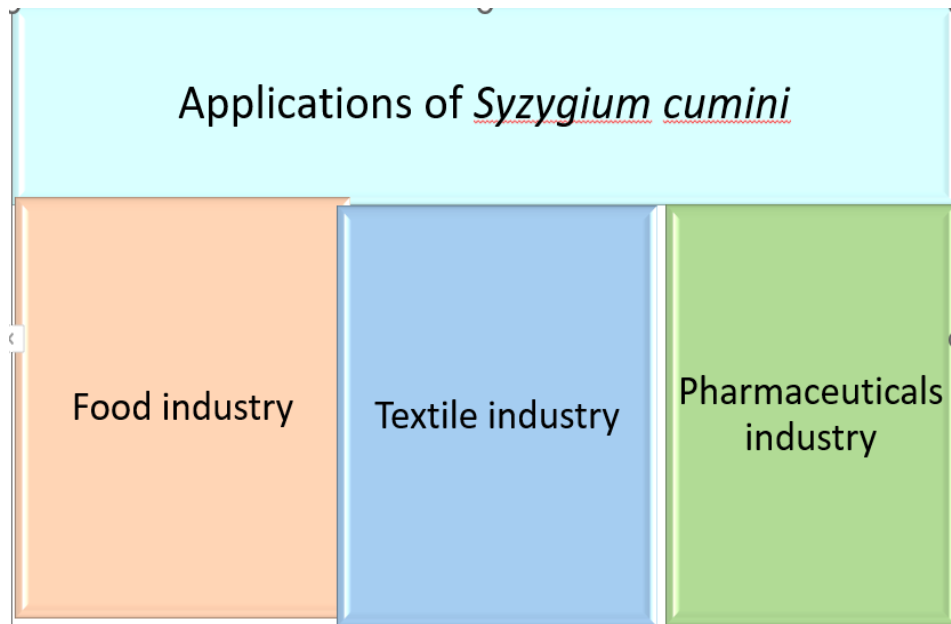 Applications of Syzygium cumini
Food industry
Textile industry
Pharmaceuticals
industry